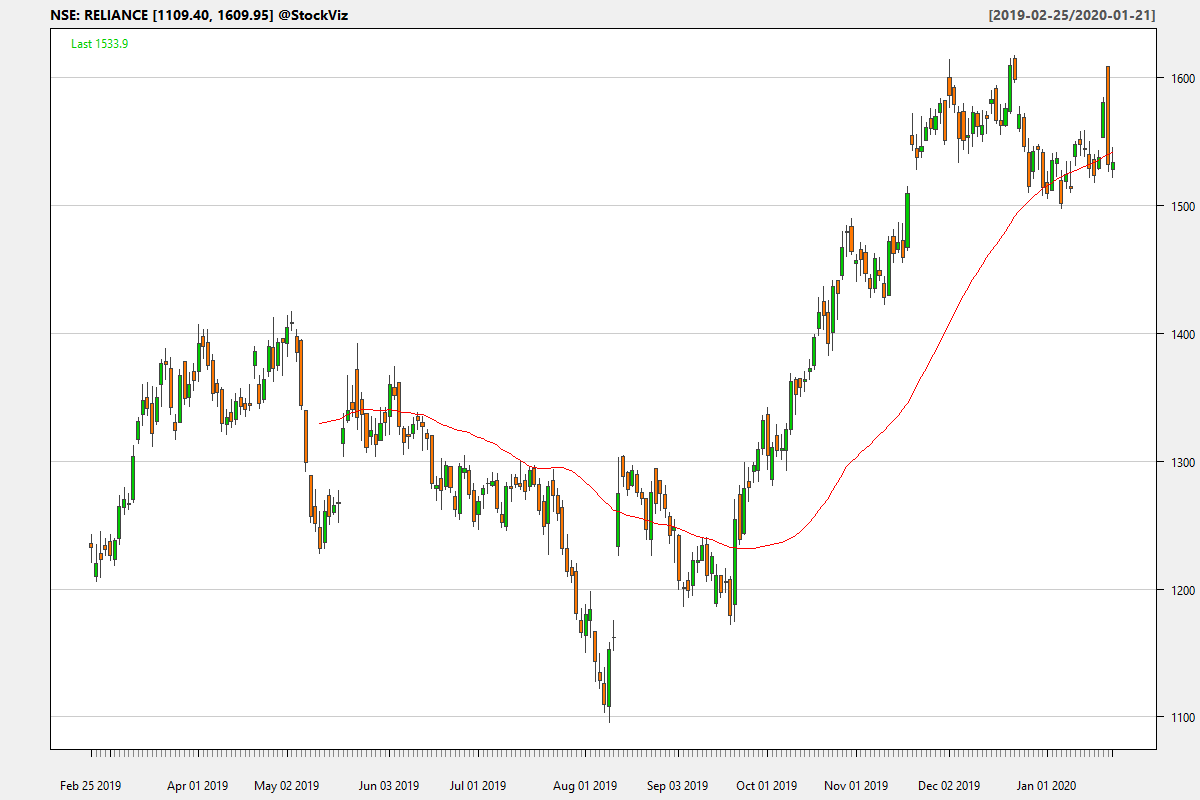 NSE: RELIANCE [1109.40, 1609.95] @StockViz
[2019-02-25/2020-01-21]
Last 1533.9
1600
1500
1400
1300
1200
1100
Feb 25 2019
Apr 01 2019
May 02 2019
Jun 03 2019
Jul 01 2019
Aug 01 2019
Sep 03 2019
Oct 01 2019
Nov 01 2019
Dec 02 2019
Jan 01 2020